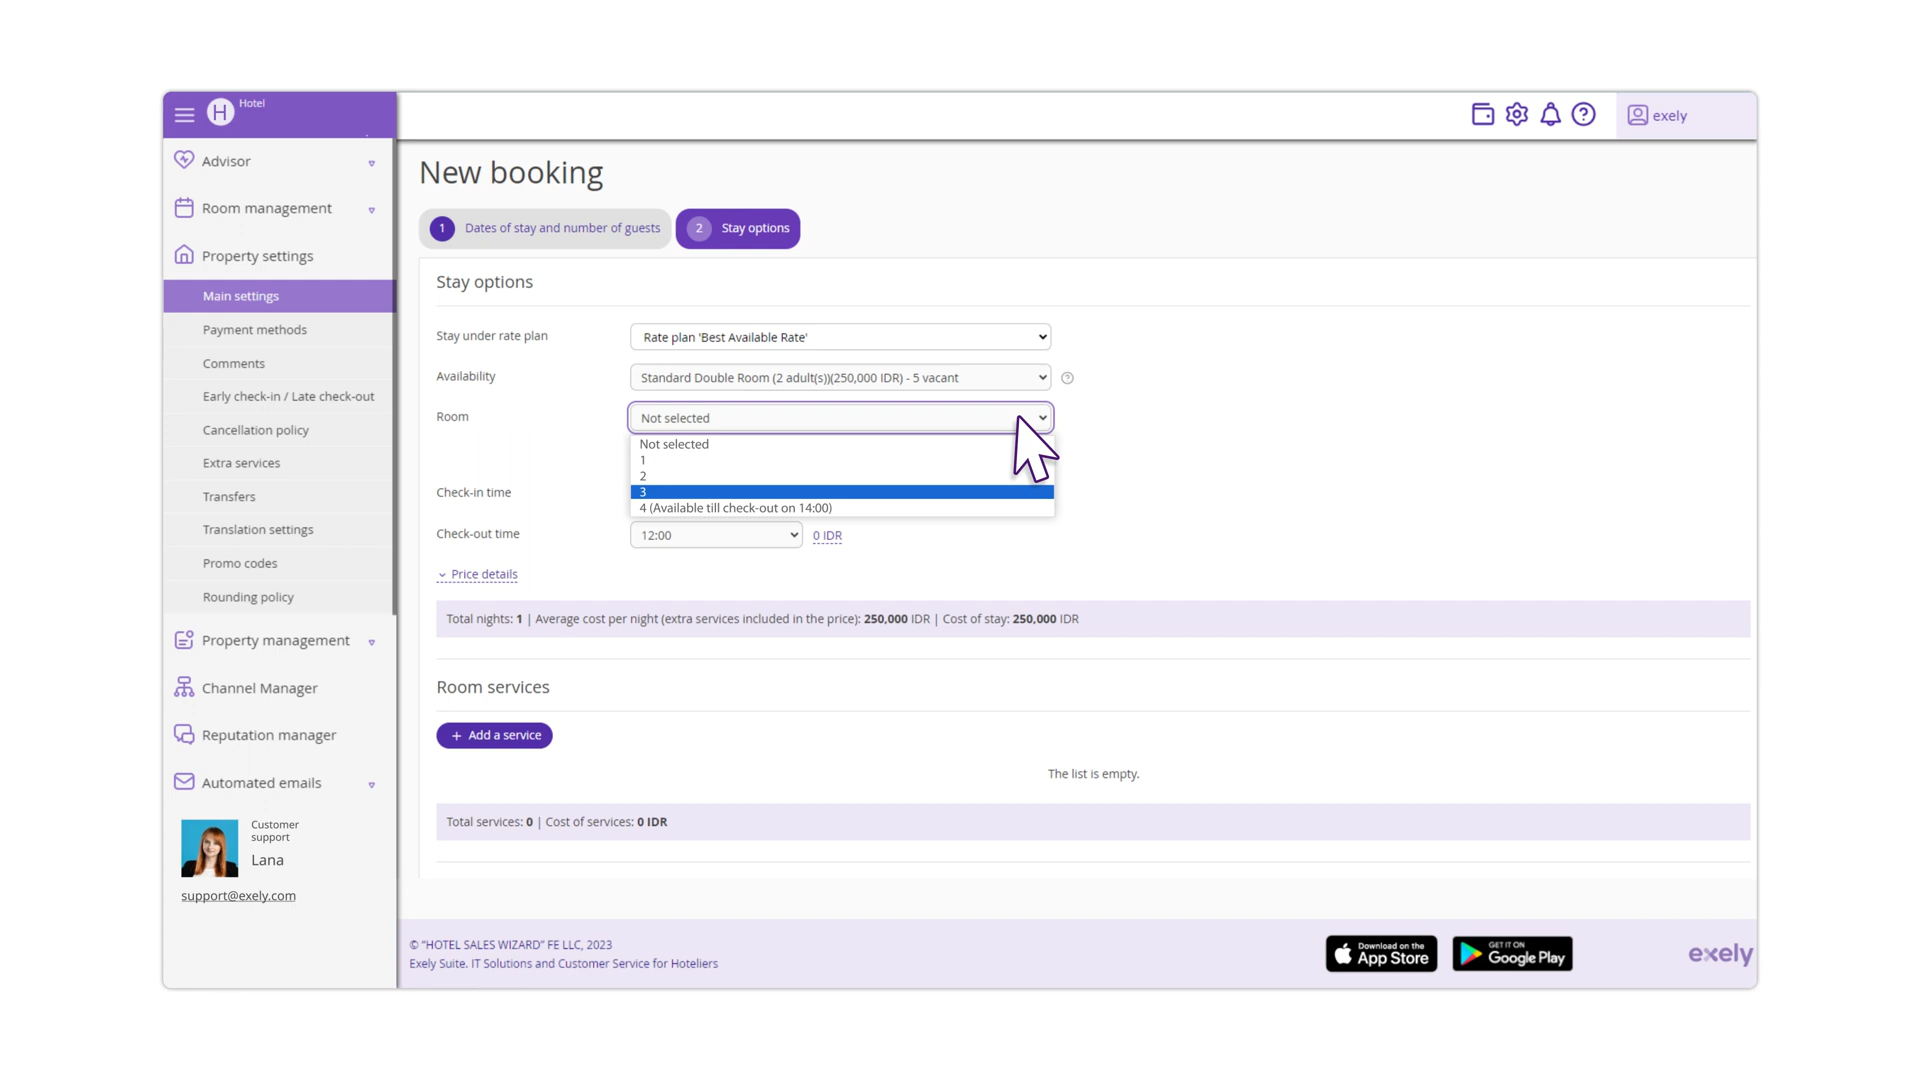 H Hotel
exely
Advisor
Room management
Property settings
Main settings
Payment methods
Comments
Early check-in / Late check-out
Cancellation policy
Extra services
Transfers
Translation settings
Promo codes
Rounding policy
Property management
Channel Manager
Reputation manager
Automated emails
Customer
support
Lana
support@exely.com
New booking
1 Dates of stay and number of guests
2 Stay options
Stay options
Stay under rate plan
Rate plan 'Best Available Rate'
Availability
Standard Double Room (2 adult(s))(250,000 IDR) - 5 vacant
?
Room
Not selected
Not selected
1
2
3
4 (Available till check-out on 14:00)
Check-in time
Check-out time
12:00
0 IDR
Price details
Total nights: 1 | Average cost per night (extra services included in the price): 250,000 IDR | Cost of stay: 250,000 IDR
Room services
+ Add a service
The list is empty.
Total services: 0 | Cost of services: 0 IDR
© “HOTEL SALES WIZARD” FE LLC, 2023
Exely Suite. IT Solutions and Customer Service for Hoteliers
Download on the
App Store
GET IT ON
Google Play
exely